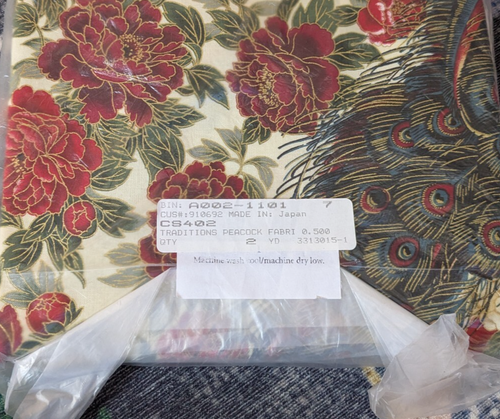 BIN: A002-1101 7
CUS#:910692 MADE IN: Japan
CS402
TRADITIONS PEACOCK FABRI 0.500
QTY 2 YD 3313015-1
Machine wash cool/machine dry low.